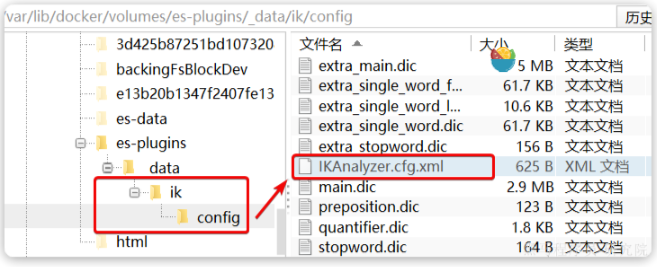 /var/lib/docker/volumes/es-plugins/_data/ik/config
历史
3d425b87251bd107320
backingFsBlockDev
e13b20b1347f2407fe13
es-data
es-plugins
_data
ik
config
html
文件名 大小 类型
extra_main.dic 5 MB 文本文档
extra_single_word_f... 61.7 KB 文本文档
extra_single_word_l... 10.6 KB 文本文档
extra_single_word.dic 61.7 KB 文本文档
extra_stopword.dic 156 B 文本文档
IKAnalyzer.cfg.xml 625 B XML 文档
main.dic 2.9 MB 文本文档
preposition.dic 123 B 文本文档
quantifier.dic 1.8 KB 文本文档
stopword.dic 164 B 文本文档